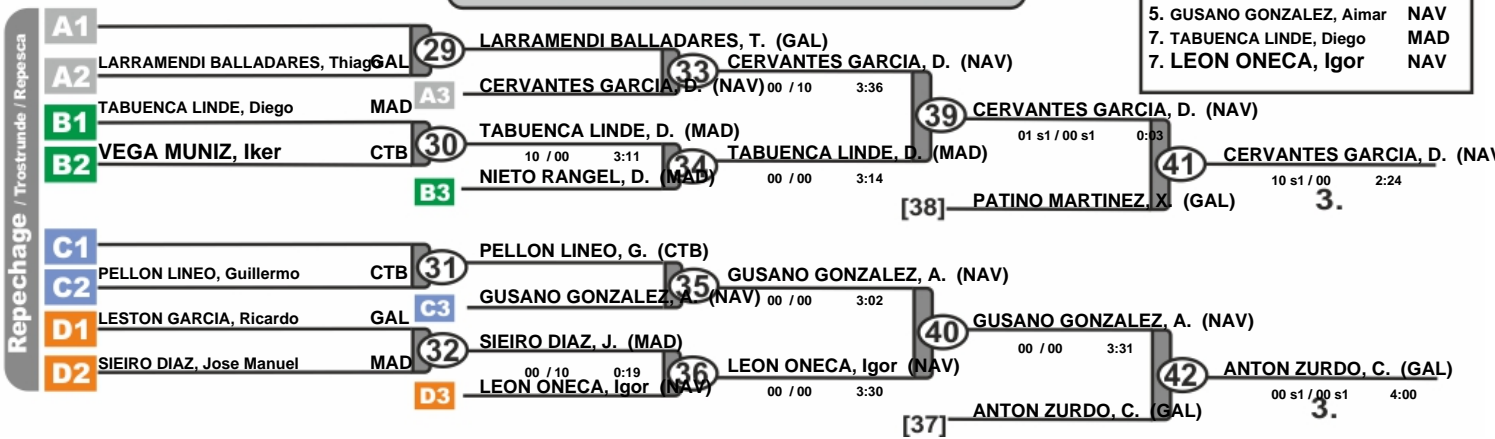 5. GUSANO GONZALEZ, Aimar NAV
7. TABUENCA LINDE, Diego MAD
7. LEON ONECA, Igor NAV
Repechage / Trostrunde / Repesca
A1
A2 LARRAMENDI BALLADARES, Thiago GAL
29 LARRAMENDI BALLADARES, T. (GAL)
A3 CERVANTES GARCIA, D. (NAV)
33 CERVANTES GARCIA, D. (NAV)
00 / 10 3:36
B1 TABUENCA LINDE, Diego MAD
B2 VEGA MUNIZ, Iker CTB
30 TABUENCA LINDE, D. (MAD)
10 / 00 3:11
B3 NIETO RANGEL, D. (MAD)
34 TABUENCA LINDE, D. (MAD)
00 / 00 3:14
39 CERVANTES GARCIA, D. (NAV)
01 s1 / 00 s1 0:03
[38] PATINO MARTINEZ, X. (GAL)
41 CERVANTES GARCIA, D. (NAV
10 s1 / 00 2:24
3.
C1
C2 PELLON LINEO, Guillermo CTB
31 PELLON LINEO, G. (CTB)
C3 GUSANO GONZALEZ, A. (NAV)
35 GUSANO GONZALEZ, A. (NAV)
00 / 00 3:02
D1 LESTON GARCIA, Ricardo GAL
D2 SIEIRO DIAZ, Jose Manuel MAD
32 SIEIRO DIAZ, J. (MAD)
00 / 10 0:19
D3 LEON ONECA, Igor (NAV)
36 LEON ONECA, Igor (NAV)
00 / 00 3:30
40 GUSANO GONZALEZ, A. (NAV)
00 / 00 3:31
[37] ANTON ZURDO, C. (GAL)
42 ANTON ZURDO, C. (GAL)
00 s1 / 00 s1 4:00
3.